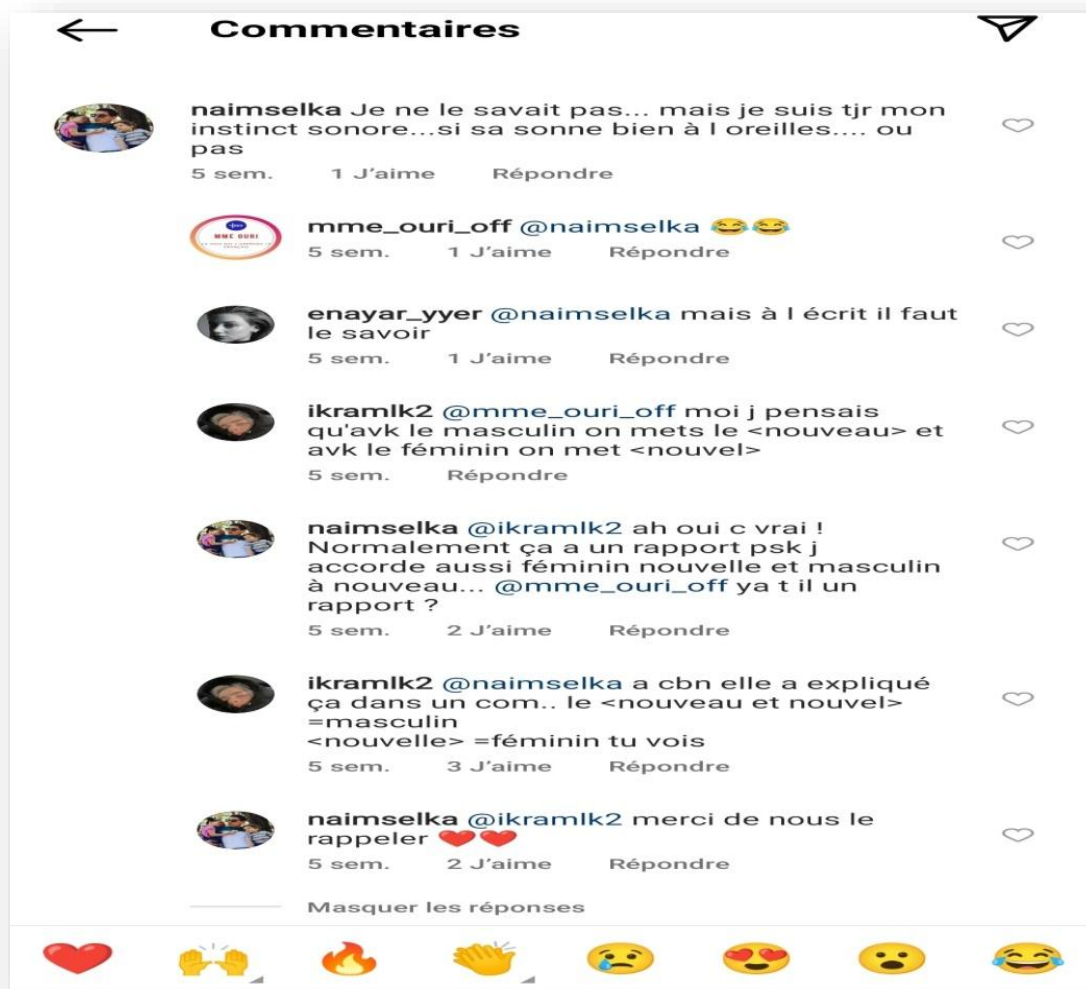 Commentaires
naimselka Je ne le savait pas... mais je suis tjr mon
instinct sonore...si sa sonne bien à l oreilles.... ou
pas
5 sem. 1 J'aime Répondre
MME OURI
mme_ouri_off @naimselka 😂😂
5 sem. 1 J'aime Répondre
enayar_yyer @naimselka mais à l écrit il faut
le savoir
5 sem. 1 J'aime Répondre
ikramlk2 @mme_ouri_off moi j pensais
qu'avk le masculin on mets le <nouveau> et
avk le féminin on met <nouvel>
5 sem. Répondre
naimselka @ikramlk2 ah oui c vrai !
Normalement ça a un rapport psk j
accorde aussi féminin nouvelle et masculin
à nouveau... @mme_ouri_off ya t il un
rapport ?
5 sem. 2 J'aime Répondre
ikramlk2 @naimselka a cbn elle a expliqué
ça dans un com.. le <nouveau et nouvel>
=masculin
<nouvelle> =féminin tu vois
5 sem. 3 J'aime Répondre
naimselka @ikramlk2 merci de nous le
rappeler ❤️❤️
5 sem. 2 J'aime Répondre
Masquer les réponses